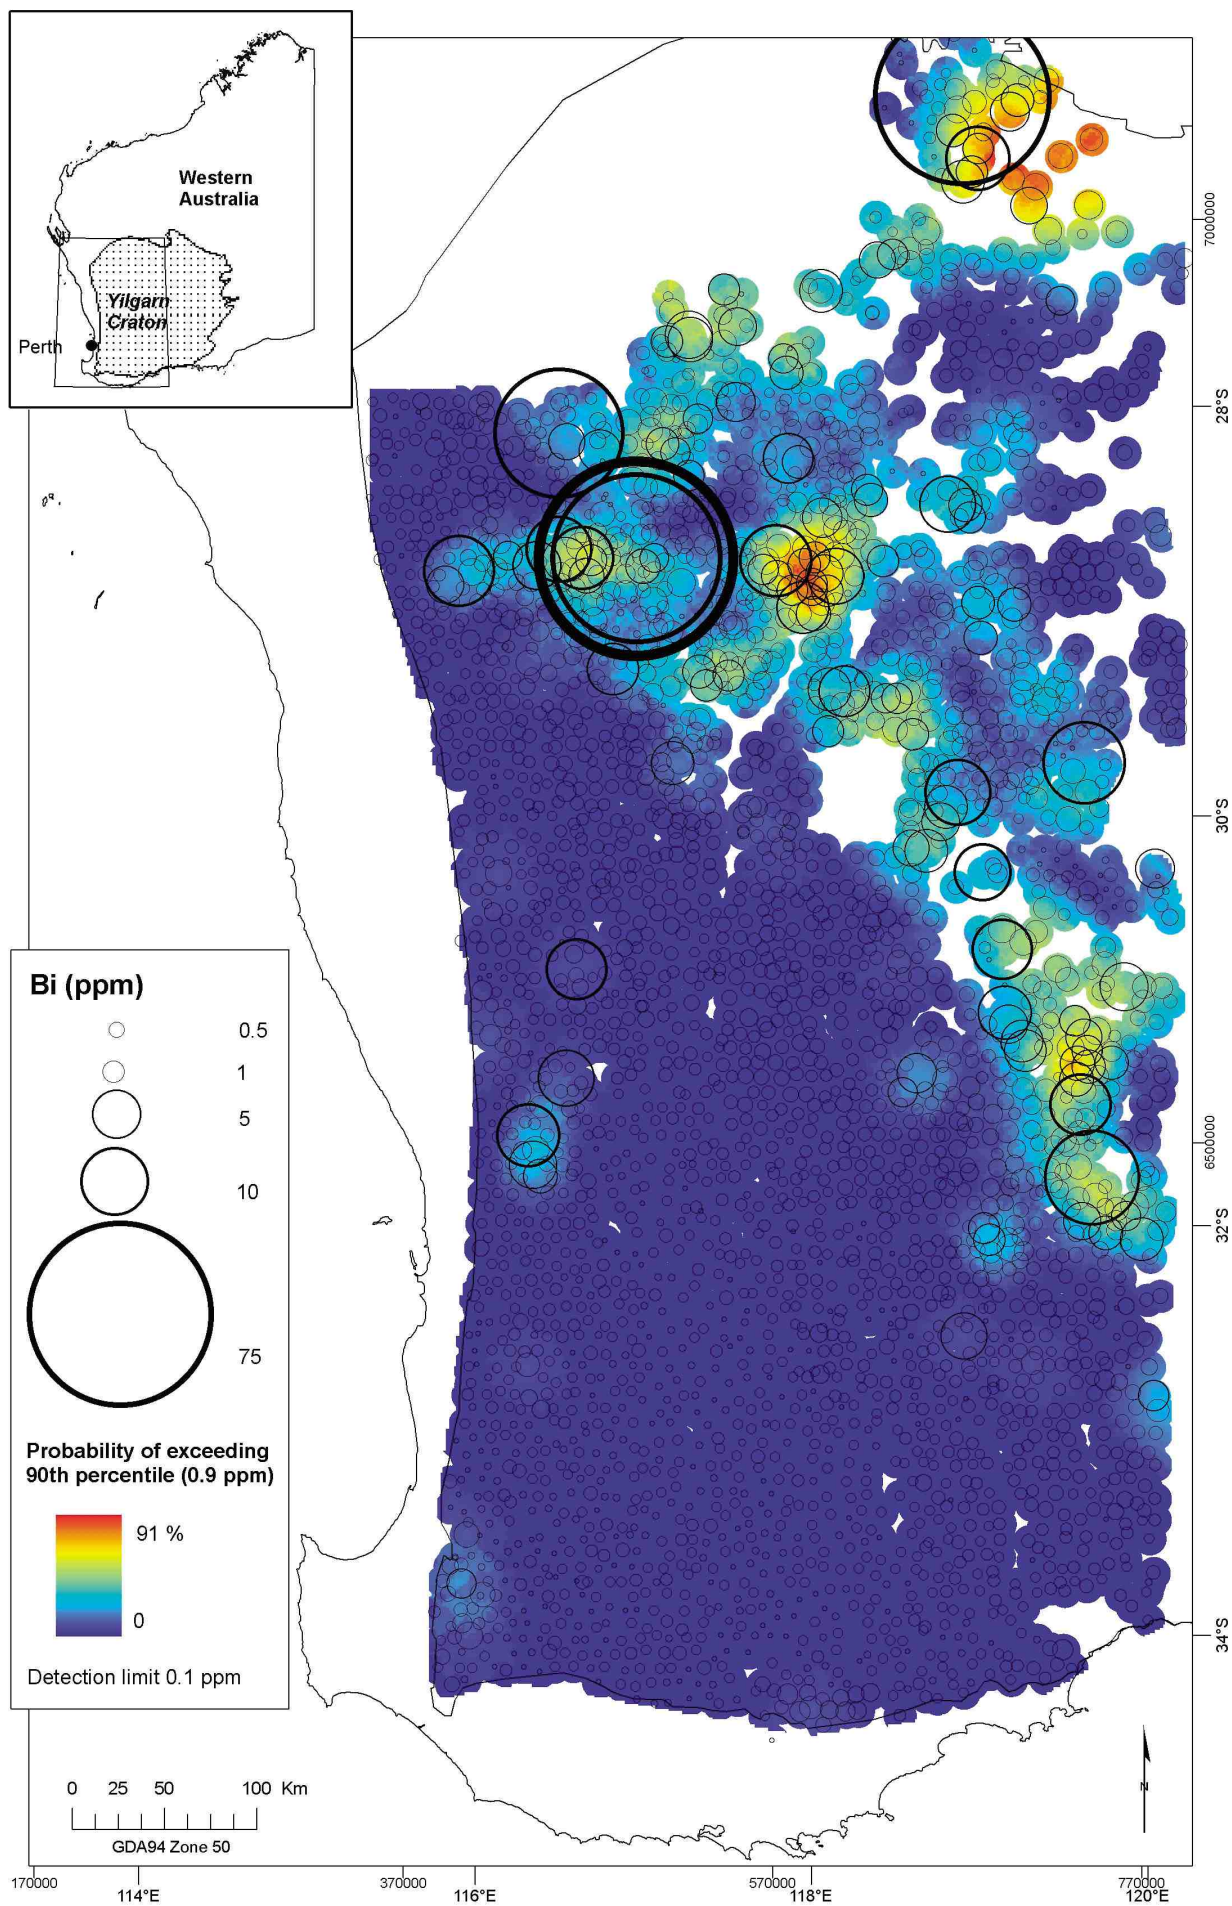 Western
Australia
Yilgarn
Craton
Perth
7000000
28°S
30°S
6500000
32°S
34°S
Bi (ppm)
0.5
1
5
10
75
Probability of exceeding
90th percentile (0.9 ppm)
91 %
0
Detection limit 0.1 ppm
0 25 50 100 Km
GDA94 Zone 50
N
170000 370000 570000 770000
114°E 116°E 118°E 120°E